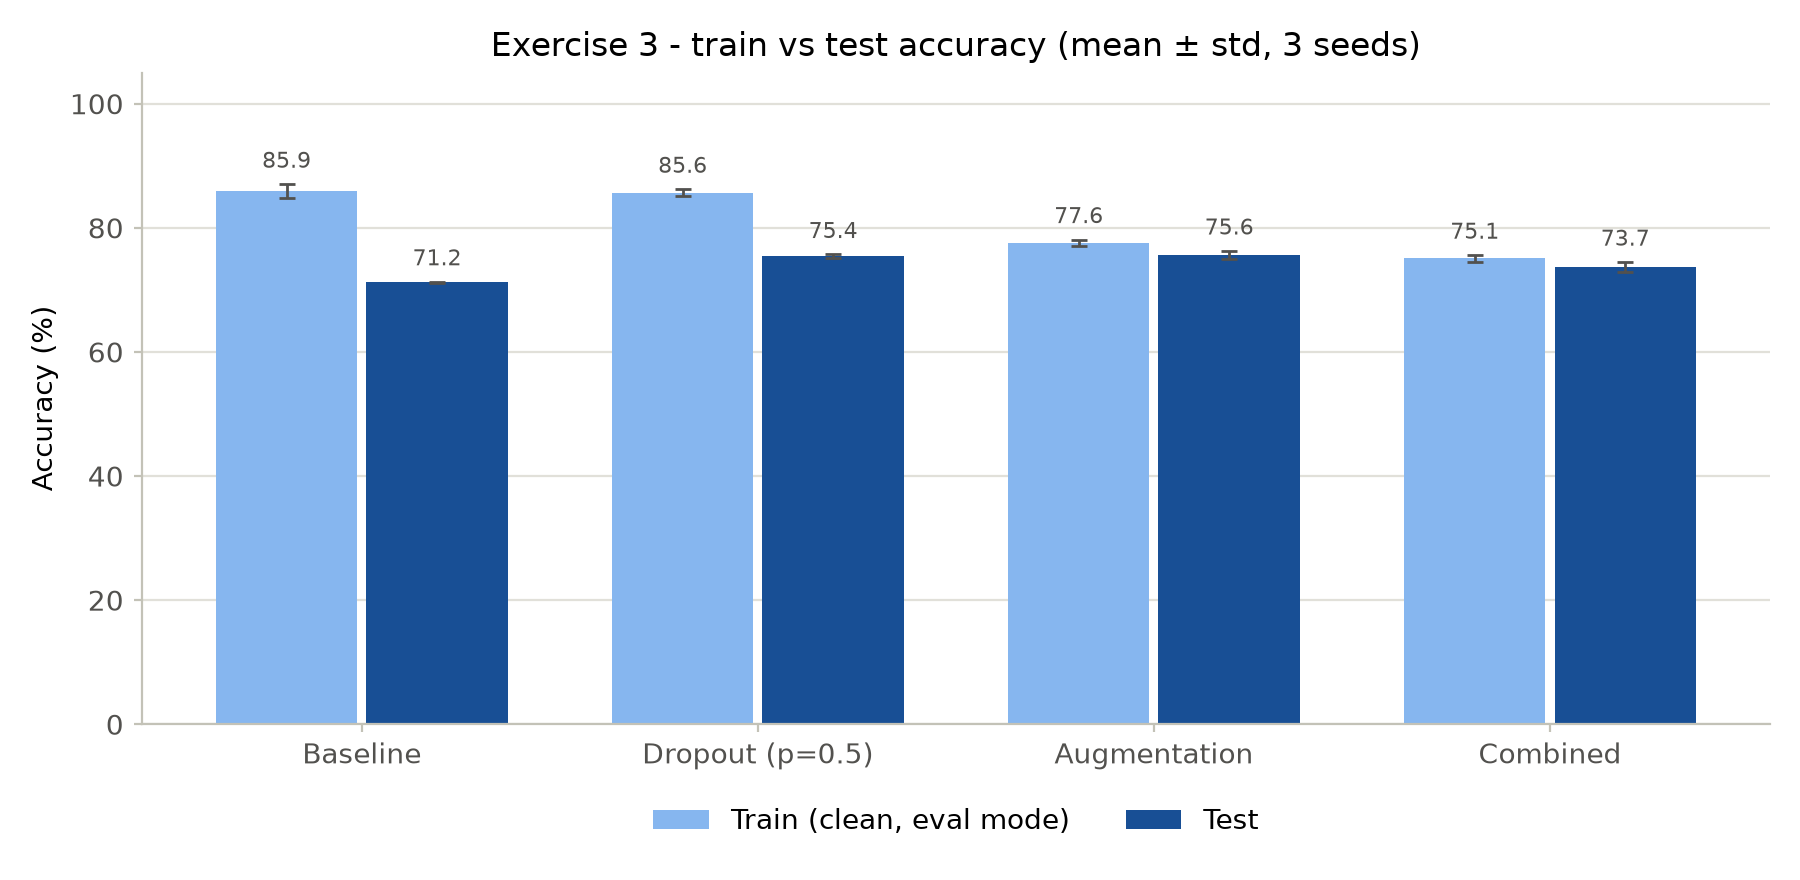 Exercise 3 - train vs test accuracy (mean ± std, 3 seeds)
Accuracy (%)
100
80
60
40
20
0
85.9
71.2
85.6
75.4
77.6
75.6
75.1
73.7
Baseline
Dropout (p=0.5)
Augmentation
Combined
Train (clean, eval mode)
Test